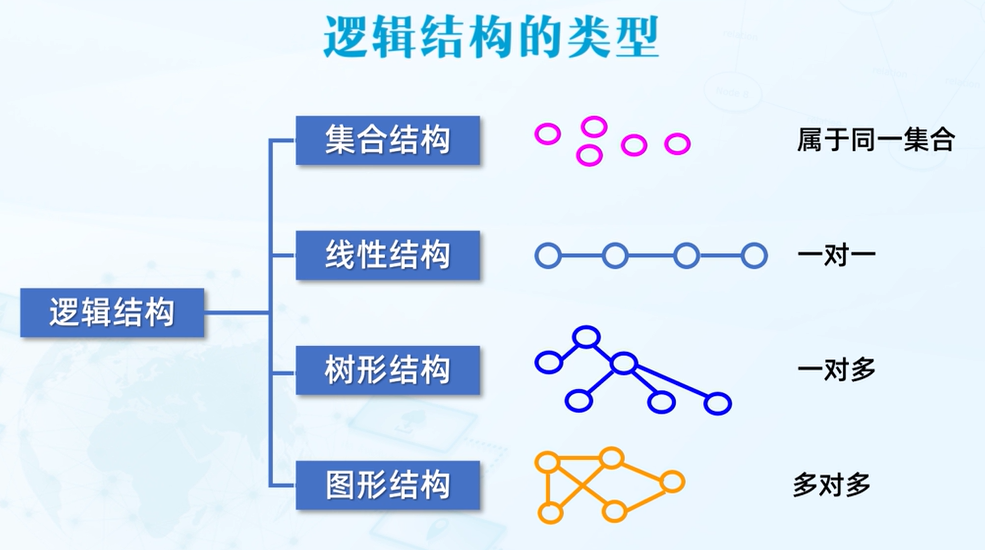 逻辑结构的类型
集合结构
属于同一集合
线性结构
一对一
逻辑结构
树形结构
一对多
图形结构
多对多